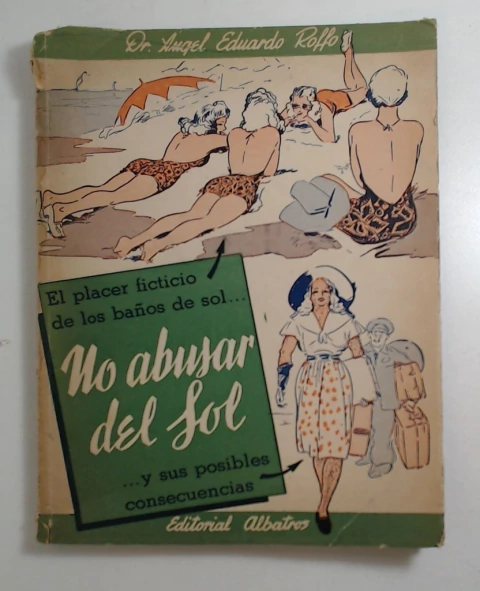 Dr. Angel Eduardo Roffo
El placer ficticio
de los baños de sol...
No abusar
del Sol
...y sus posibles
consecuencias
Editorial Albatros